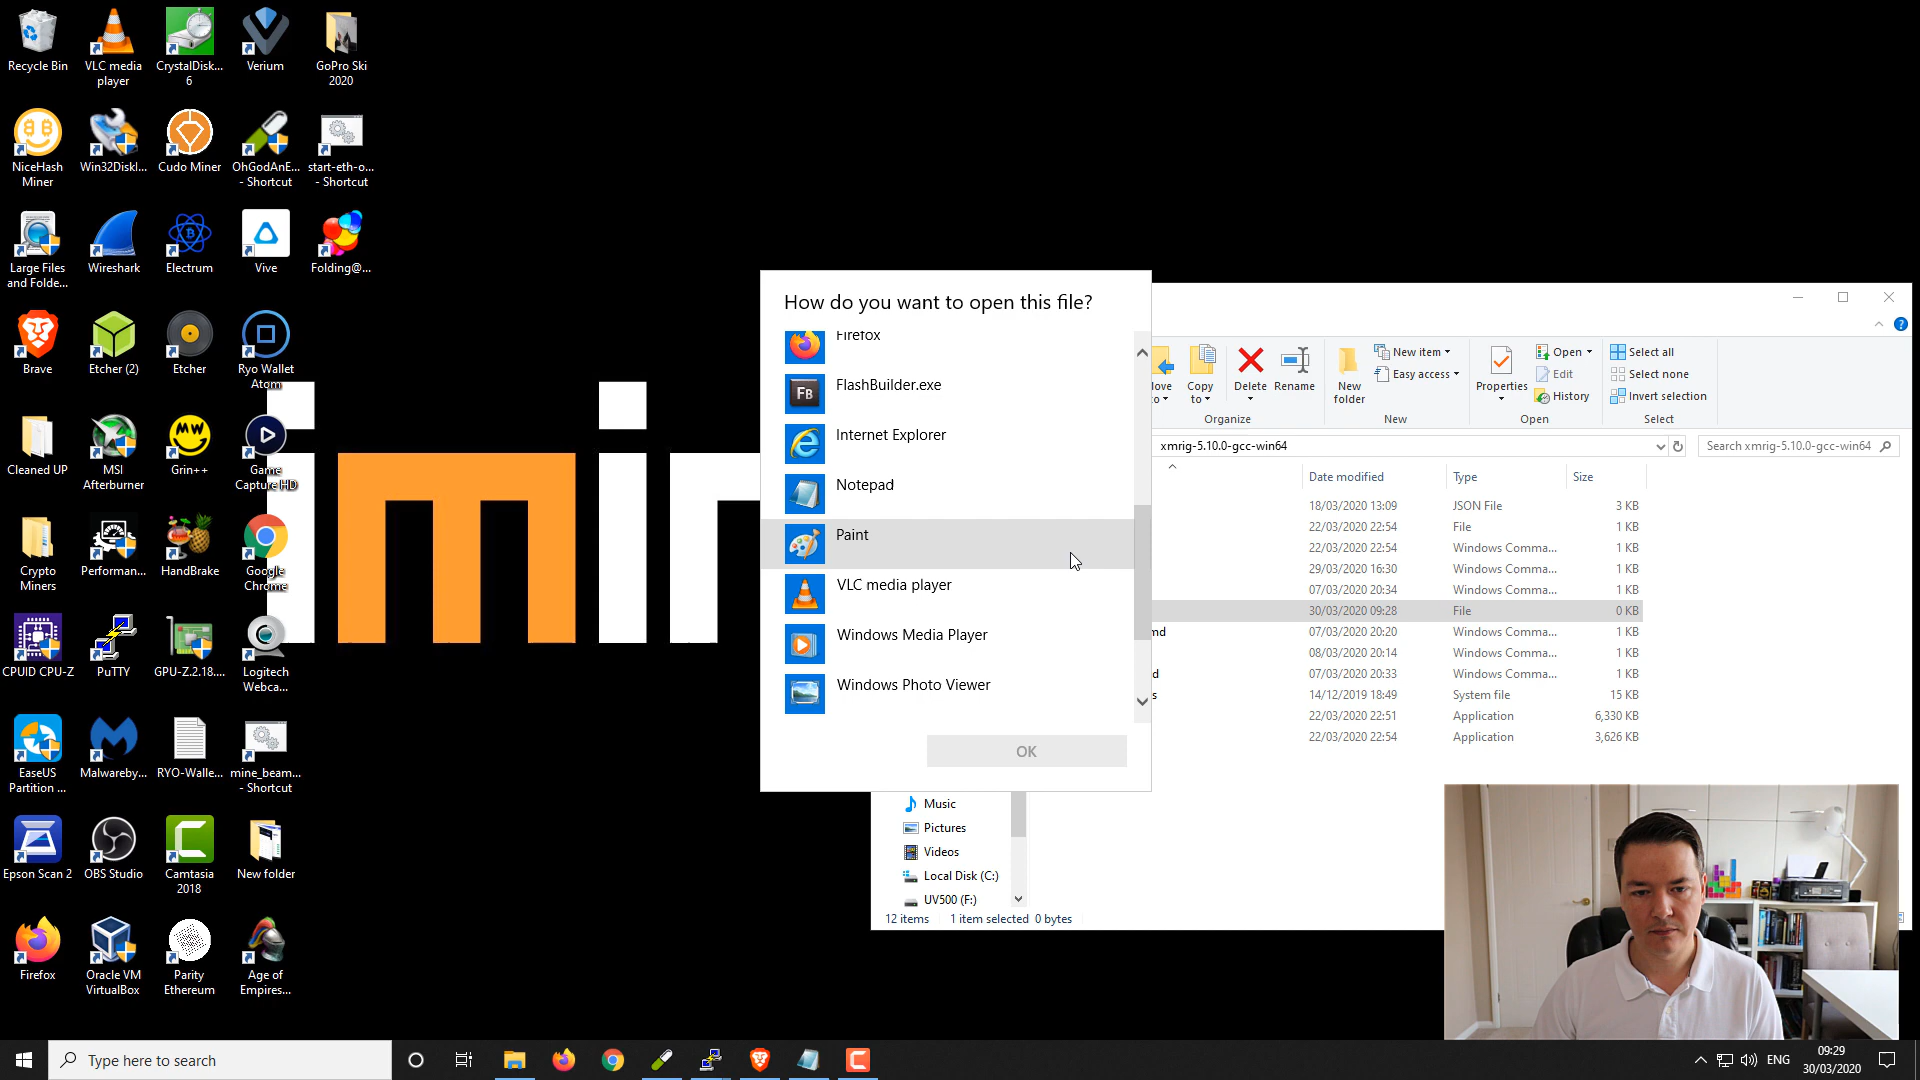 Recycle Bin
VLC media
player
CrystalDisk...
6
Verium
GoPro Ski
2020
NiceHash
Miner
Win32DiskI...
Cudo Miner
OhGodAnE...
- Shortcut
start-eth-o...
- Shortcut
Large Files
and Folde...
Wireshark
Electrum
Vive
Folding@...
Brave
Etcher (2)
Etcher
Ryo Wallet
Atom
Cleaned UP
MSI
Afterburner
Grin++
Game
Capture HD
Crypto
Miners
Performan...
HandBrake
Google
Chrome
CPUID CPU-Z
PuTTY
GPU-Z.2.18....
Logitech
Webca...
EaseUS
Partition ...
Malwareby...
RYO-Walle...
mine_beam...
- Shortcut
Epson Scan 2
OBS Studio
Camtasia
2018
New folder
Firefox
Oracle VM
VirtualBox
Parity
Ethereum
Age of
Empires...
How do you want to open this file?
Firefox
FlashBuilder.exe
FB
Internet Explorer
Notepad
Paint
VLC media player
Windows Media Player
Windows Photo Viewer
OK
Copy
to
Delete
Rename
Organize
New
folder
New item
Easy access
New
Properties
Open
Edit
History
Open
Select all
Select none
Invert selection
Select
xmrig-5.10.0-gcc-win64
Search xmrig-5.10.0-gcc-win64
Date modified Type Size
18/03/2020 13:09 JSON File 3 KB
22/03/2020 22:54 File 1 KB
22/03/2020 22:54 Windows Comma... 1 KB
29/03/2020 16:30 Windows Comma... 1 KB
07/03/2020 20:34 Windows Comma... 1 KB
30/03/2020 09:28 File 0 KB
md 07/03/2020 20:20 Windows Comma... 1 KB
08/03/2020 20:14 Windows Comma... 1 KB
d 07/03/2020 20:33 Windows Comma... 1 KB
s 14/12/2019 18:49 System file 15 KB
22/03/2020 22:51 Application 6,330 KB
22/03/2020 22:54 Application 3,626 KB
Music
Pictures
Videos
Local Disk (C:)
UV500 (F:)
12 items 1 item selected 0 bytes
Type here to search
ENG
09:29
30/03/2020